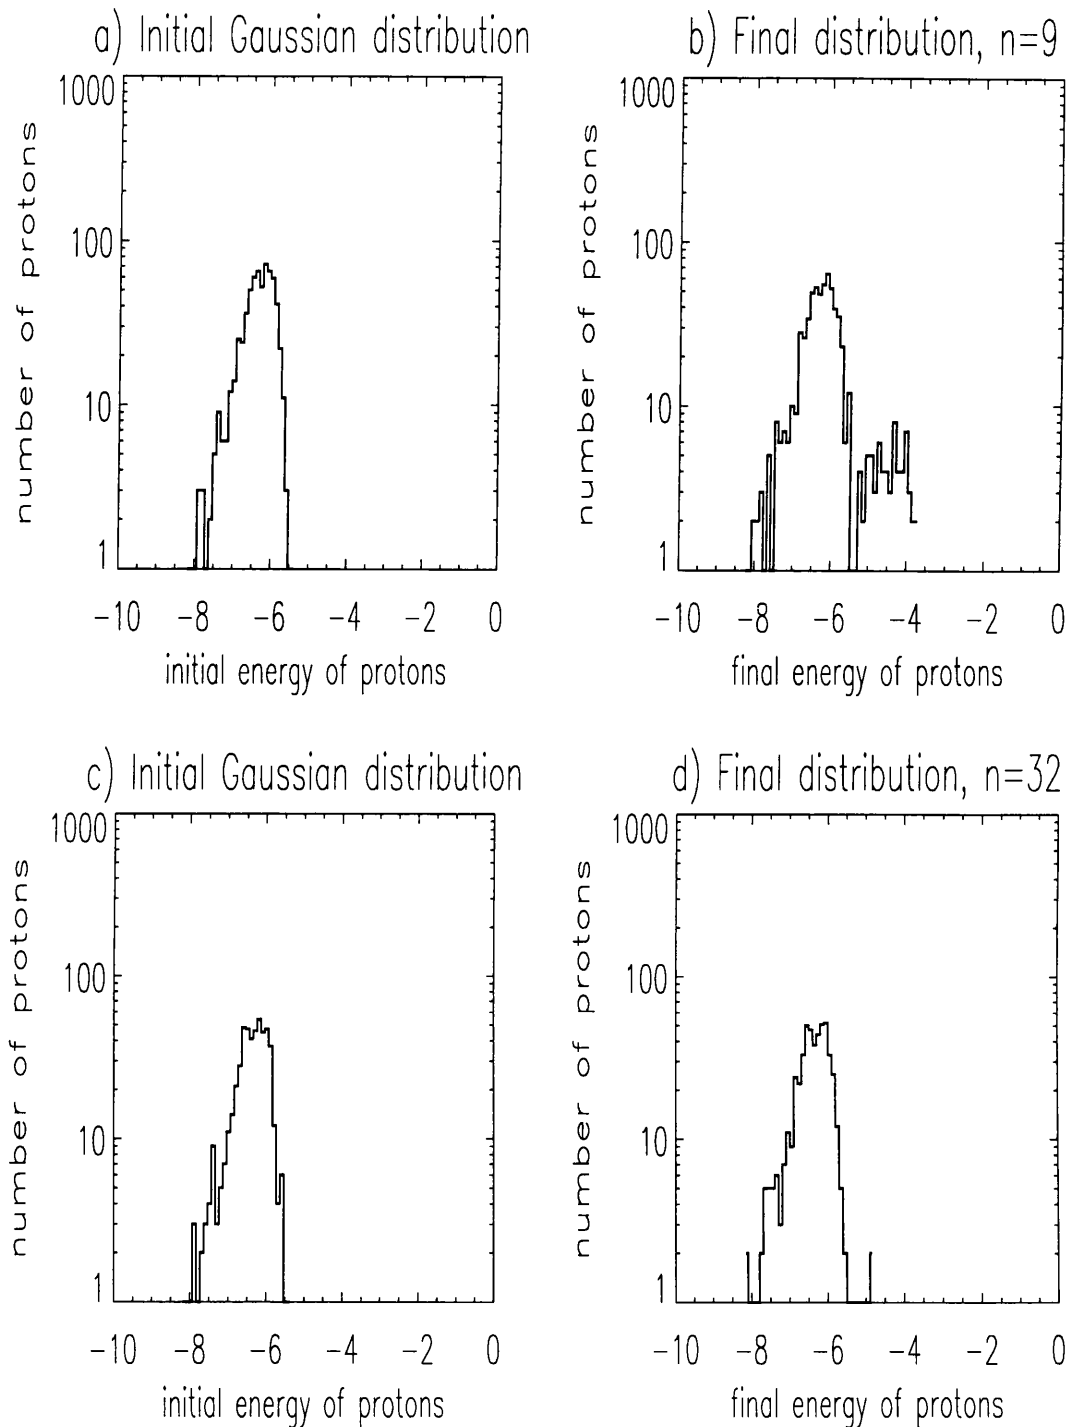 a) Initial Gaussian distribution
number of protons
1000
100
10
1
-10 -8 -6 -4 -2 0
initial energy of protons
b) Final distribution, n=9
number of protons
1000
100
10
1
-10 -8 -6 -4 -2 0
final energy of protons
c) Initial Gaussian distribution
number of protons
1000
100
10
1
-10 -8 -6 -4 -2 0
initial energy of protons
d) Final distribution, n=32
number of protons
1000
100
10
1
-10 -8 -6 -4 -2 0
final energy of protons